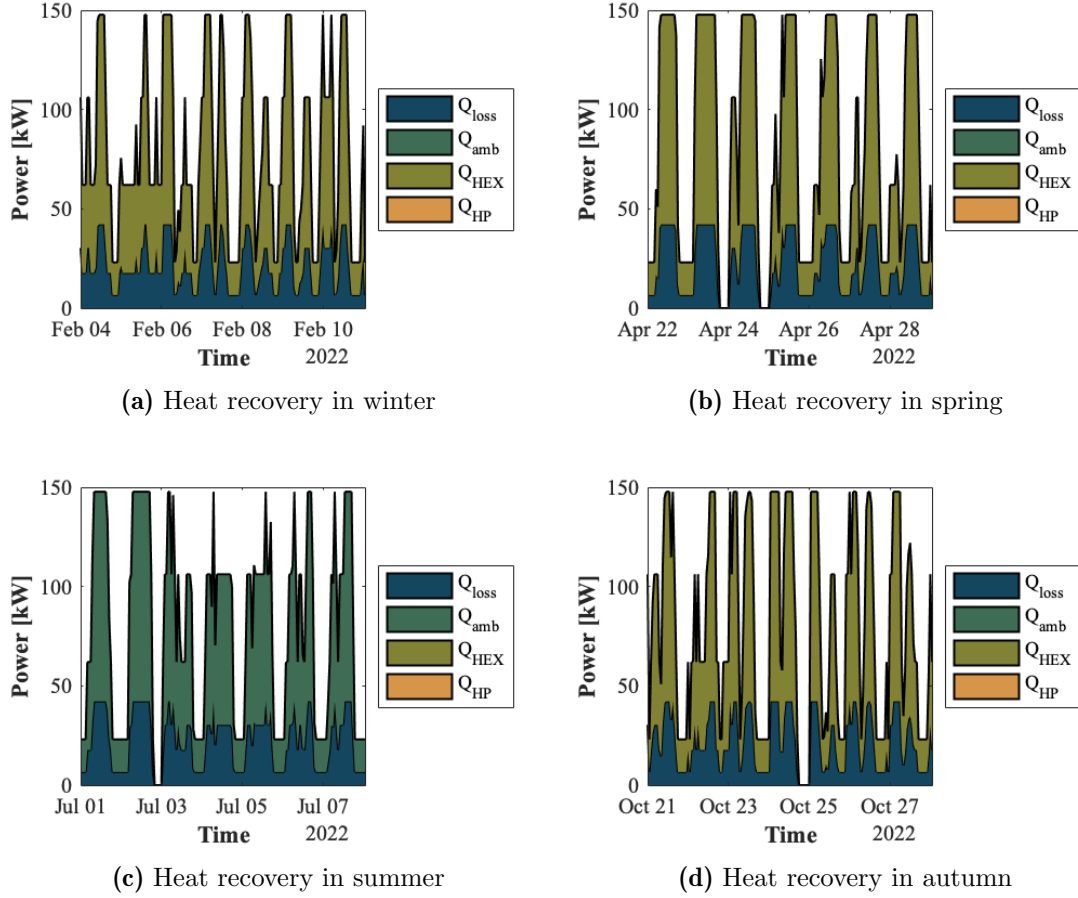 150
100
50
0
Power [kW]
Feb 04 Feb 06 Feb 08 Feb 10
Time 2022
Q_loss
Q_amb
Q_HEX
Q_HP
(a) Heat recovery in winter
150
100
50
0
Power [kW]
Apr 22 Apr 24 Apr 26 Apr 28
Time 2022
Q_loss
Q_amb
Q_HEX
Q_HP
(b) Heat recovery in spring
150
100
50
0
Power [kW]
Jul 01 Jul 03 Jul 05 Jul 07
Time 2022
Q_loss
Q_amb
Q_HEX
Q_HP
(c) Heat recovery in summer
150
100
50
0
Power [kW]
Oct 21 Oct 23 Oct 25 Oct 27
Time 2022
Q_loss
Q_amb
Q_HEX
Q_HP
(d) Heat recovery in autumn